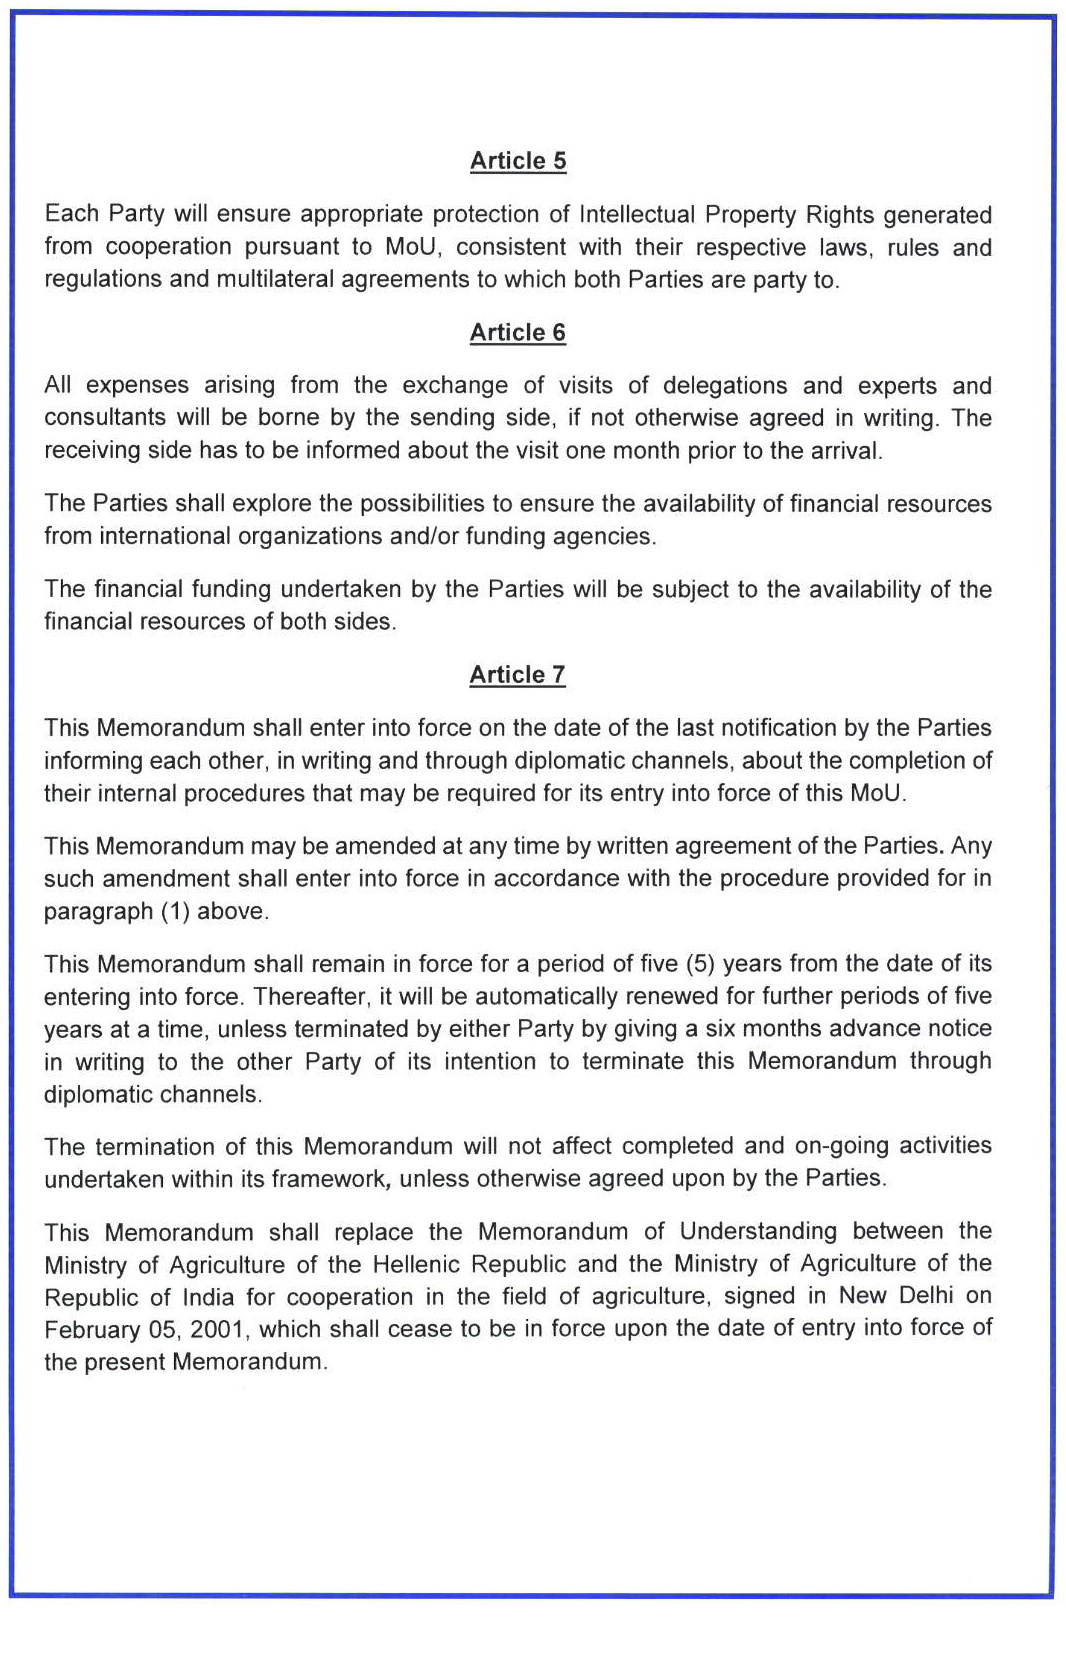 Article 5
Each Party will ensure appropriate protection of Intellectual Property Rights generated
from cooperation pursuant to MoU, consistent with their respective laws, rules and
regulations and multilateral agreements to which both Parties are party to.
Article 6
All expenses arising from the exchange of visits of delegations and experts and
consultants will be borne by the sending side, if not otherwise agreed in writing. The
receiving side has to be informed about the visit one month prior to the arrival.
The Parties shall explore the possibilities to ensure the availability of financial resources
from international organizations and/or funding agencies.
The financial funding undertaken by the Parties will be subject to the availability of the
financial resources of both sides.
Article 7
This Memorandum shall enter into force on the date of the last notification by the Parties
informing each other, in writing and through diplomatic channels, about the completion of
their internal procedures that may be required for its entry into force of this MoU.
This Memorandum may be amended at any time by written agreement of the Parties. Any
such amendment shall enter into force in accordance with the procedure provided for in
paragraph (1) above.
This Memorandum shall remain in force for a period of five (5) years from the date of its
entering into force. Thereafter, it will be automatically renewed for further periods of five
years at a time, unless terminated by either Party by giving a six months advance notice
in writing to the other Party of its intention to terminate this Memorandum through
diplomatic channels.
The termination of this Memorandum will not affect completed and on-going activities
undertaken within its framework, unless otherwise agreed upon by the Parties.
This Memorandum shall replace the Memorandum of Understanding between the
Ministry of Agriculture of the Hellenic Republic and the Ministry of Agriculture of the
Republic of India for cooperation in the field of agriculture, signed in New Delhi on
February 05, 2001, which shall cease to be in force upon the date of entry into force of
the present Memorandum.